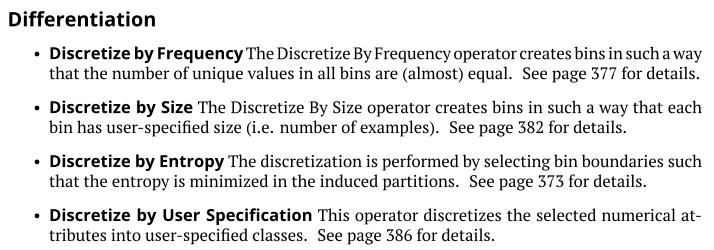 Differentiation
• Discretize by Frequency The Discretize By Frequency operator creates bins in such a way
that the number of unique values in all bins are (almost) equal. See page 377 for details.
• Discretize by Size The Discretize By Size operator creates bins in such a way that each
bin has user-specified size (i.e. number of examples). See page 382 for details.
• Discretize by Entropy The discretization is performed by selecting bin boundaries such
that the entropy is minimized in the induced partitions. See page 373 for details.
• Discretize by User Specification This operator discretizes the selected numerical at-
tributes into user-specified classes. See page 386 for details.